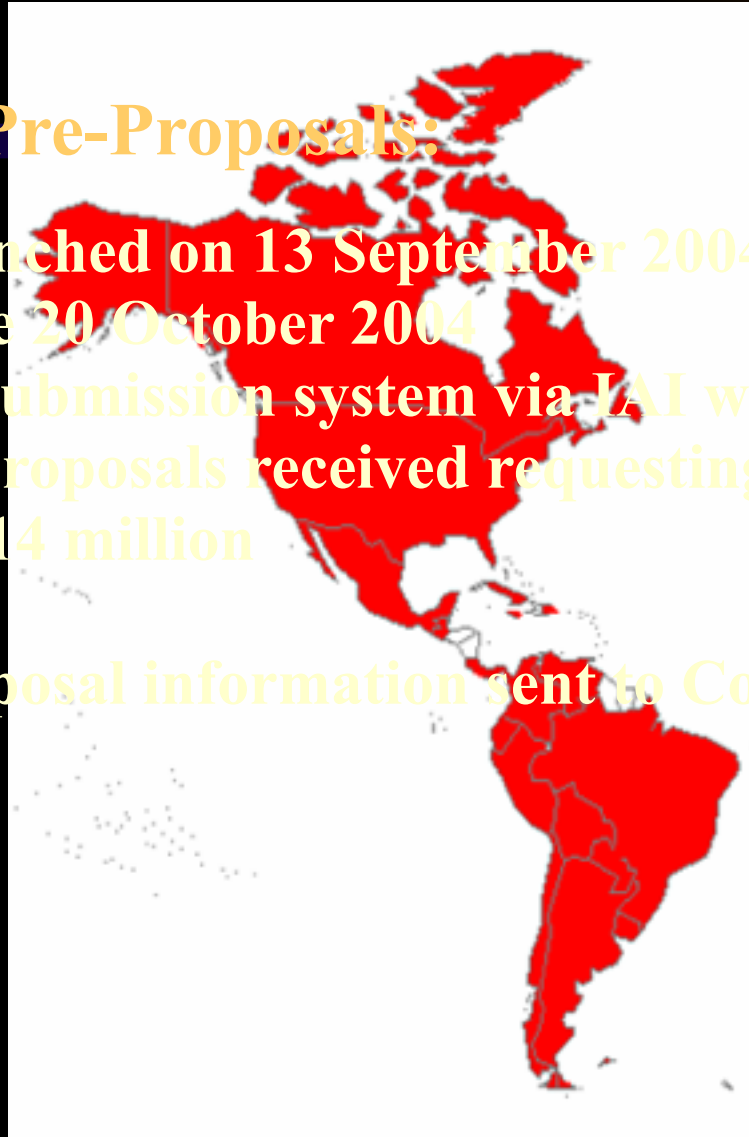 Pre-Proposals:
nched on 13 September 2004
e 20 October 2004
ubmission system via IAI w
roposals received requesting
14 million
posal information sent to Co